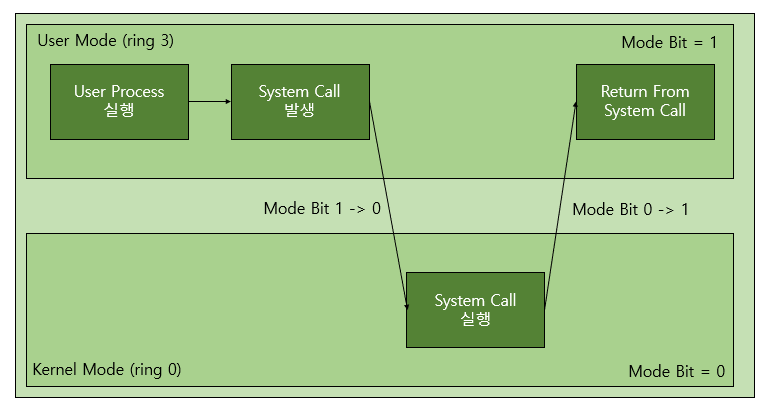 User Mode (ring 3)
Mode Bit = 1
User Process
실행
System Call
발생
Return From
System Call
Mode Bit 1 -> 0
Mode Bit 0 -> 1
System Call
실행
Kernel Mode (ring 0)
Mode Bit = 0